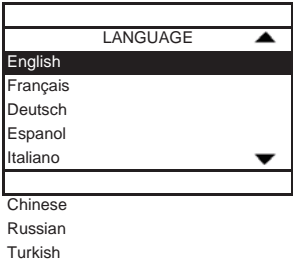 LANGUAGE
English
Français
Deutsch
Espanol
Italiano
Chinese
Russian
Turkish